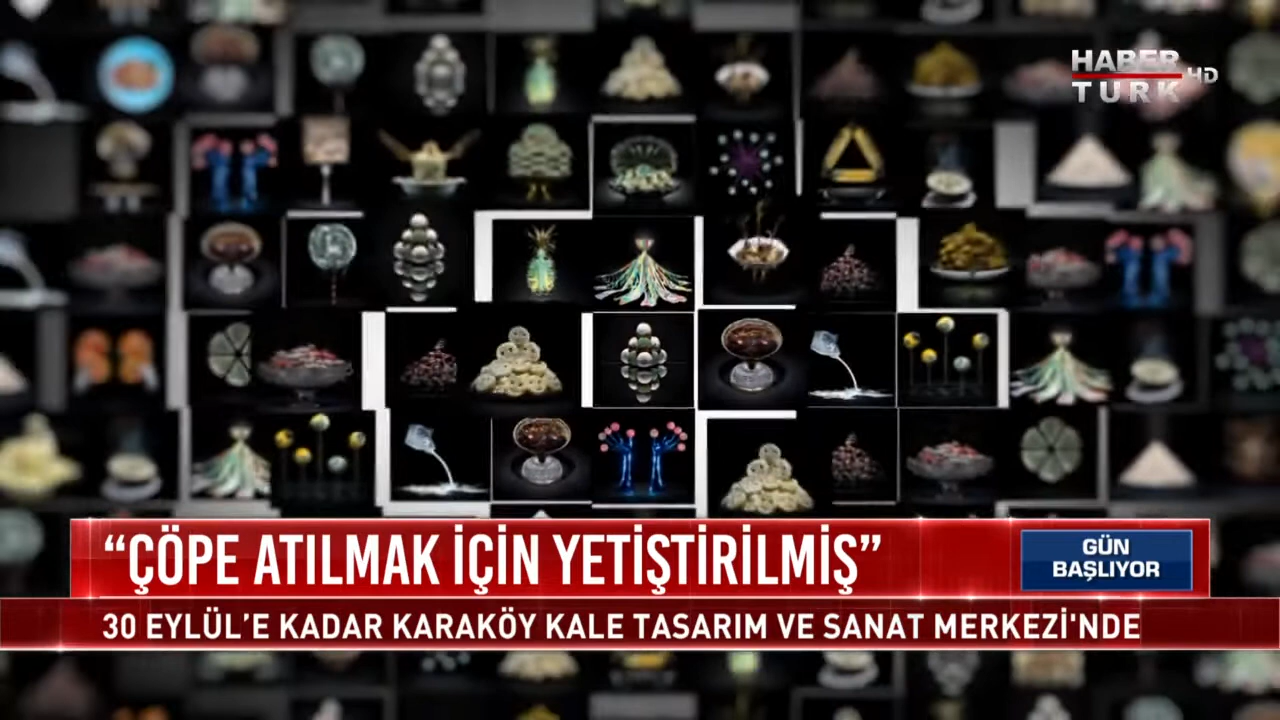 HABER
TURK HD
“ÇÖPE ATILMAK İÇİN YETİŞTİRİLMİŞ”
GÜN
BAŞLIYOR
30 EYLÜL’E KADAR KARAKÖY KALE TASARIM VE SANAT MERKEZİ'NDE